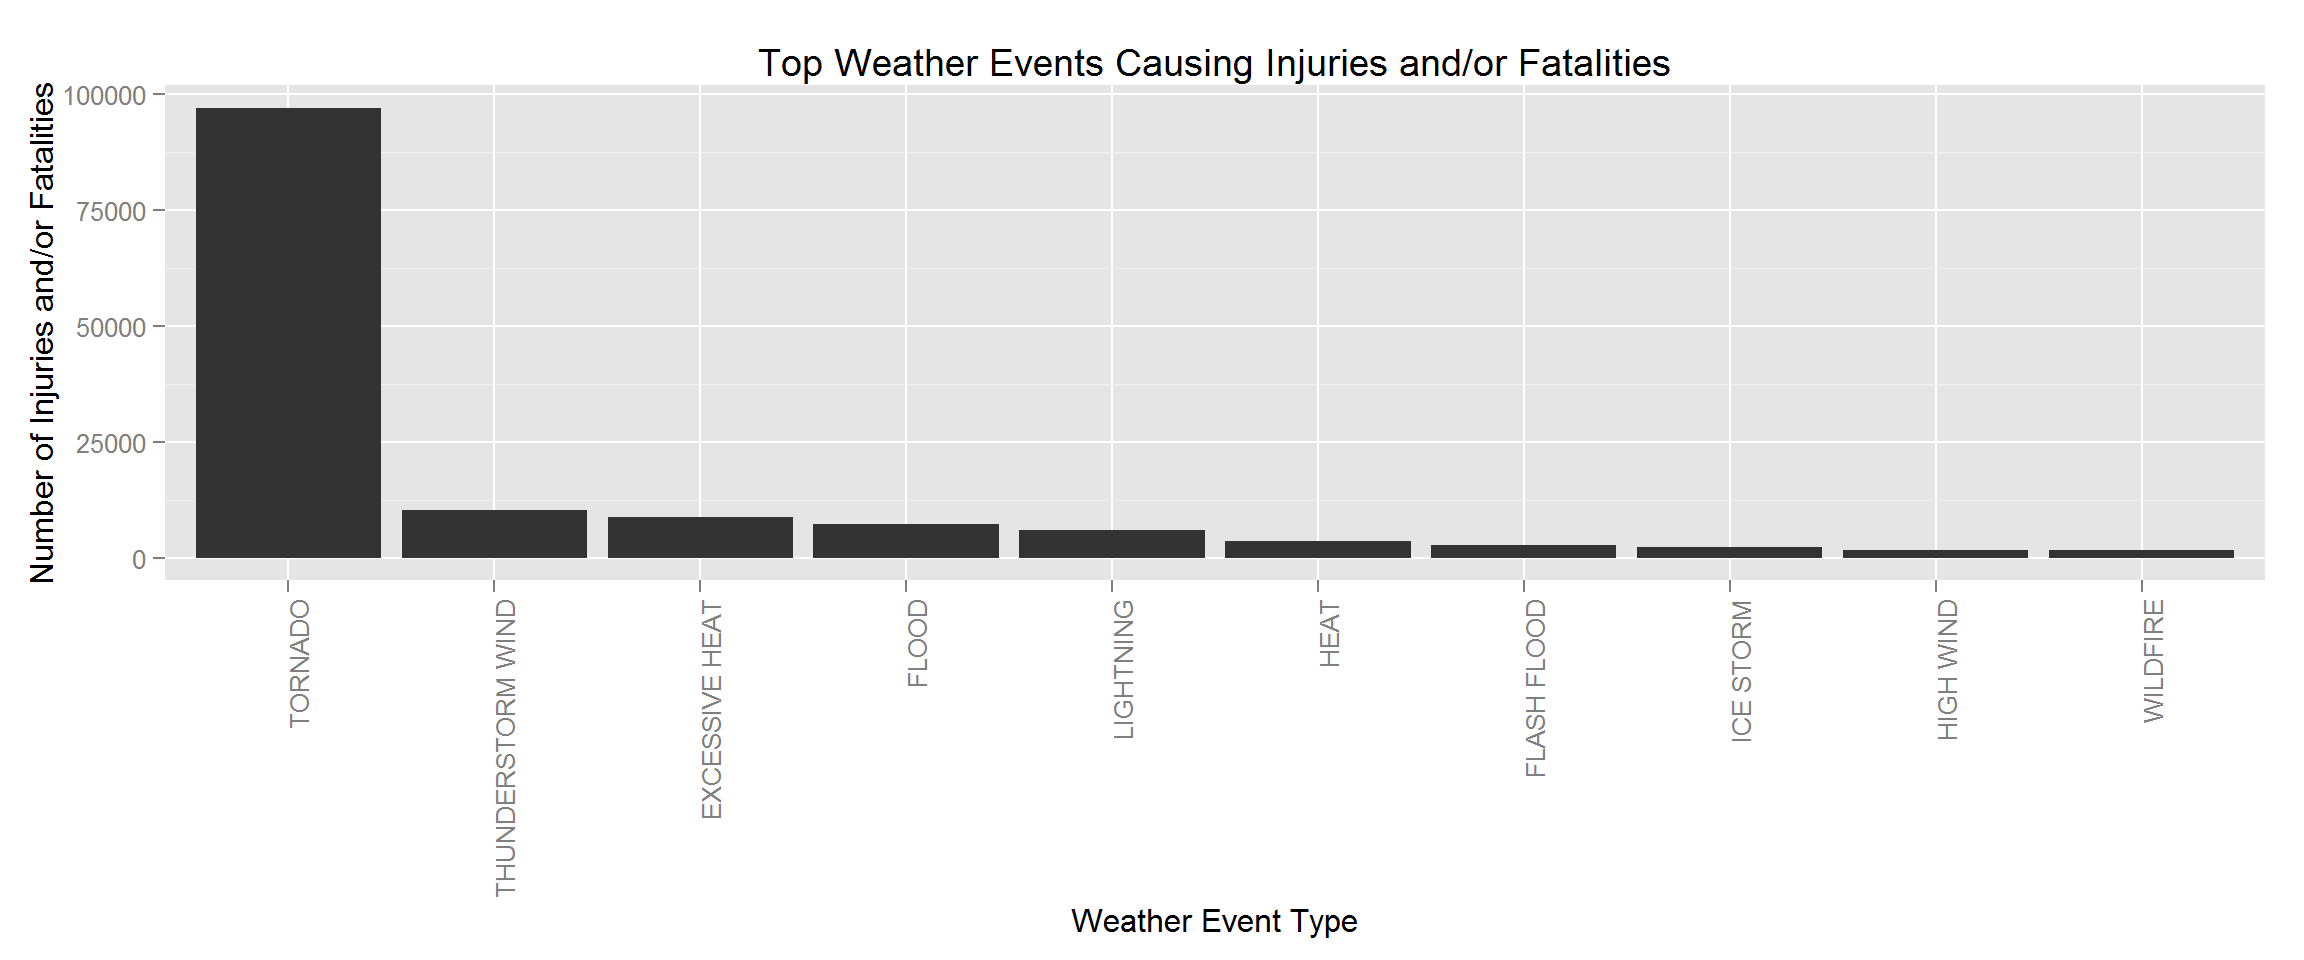 Top Weather Events Causing Injuries and/or Fatalities
Number of Injuries and/or Fatalities
100000
75000
50000
25000
0
TORNADO
THUNDERSTORM WIND
EXCESSIVE HEAT
FLOOD
LIGHTNING
HEAT
FLASH FLOOD
ICE STORM
HIGH WIND
WILDFIRE
Weather Event Type